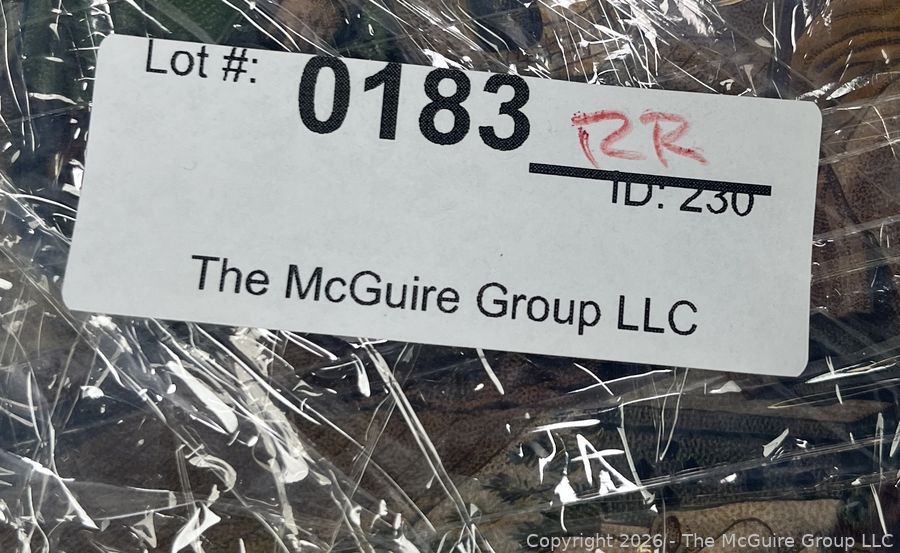 Lot #: 0183
RR
ID: 230
The McGuire Group LLC
Copyright 2026 - The McGuire Group LLC